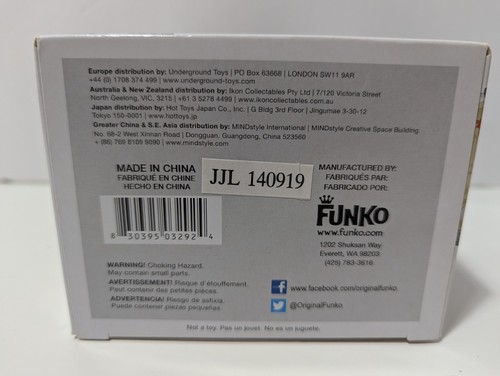 Europe distribution by: Underground Toys | PO Box 63668 | LONDON SW11 9AR
+44 (0) 1708 374 499 | www.underground-toys.com
Australia & New Zealand distribution by: Ikon Collectables Pty Ltd | 7/120 Victoria Street
North Geelong, VIC, 3215 | +61 3 5278 4499 | www.ikoncollectables.com.au
Japan distribution by: Hot Toys Japan Co., Inc. | G Bldg 3rd Floor | Jingumae 3-30-12
Tokyo 150-0001 | www.hottoys.jp
Greater China & S.E. Asia distribution by: MINDstyle International | MINDstyle Creative Space Building
No. 68-2 West Xinnan Road | Dongguan, Guangdong, China 523560
+ (86) 769 8109 9090 | www.mindstyle.com
MADE IN CHINA
FABRIQUÉ EN CHINE
HECHO EN CHINA
JJL 140919
MANUFACTURED BY:
FABRIQUÉS PAR:
FABRICADO POR:
FUNKO
www.funko.com
1202 Shuksan Way
Everett, WA 98203
(425) 783-3616
8 30395 03292 4
WARNING! Choking Hazard.
May contain small parts.
AVERTISSEMENT! Risque d'étouffement.
Peut contenir des petites pièces.
ADVERTENCIA! Riesgo de asfixia.
Puede contener piezas pequeñas.
www.facebook.com/originalfunko
@OriginalFunko
Not a toy. Pas un jouet. No es un juguete.